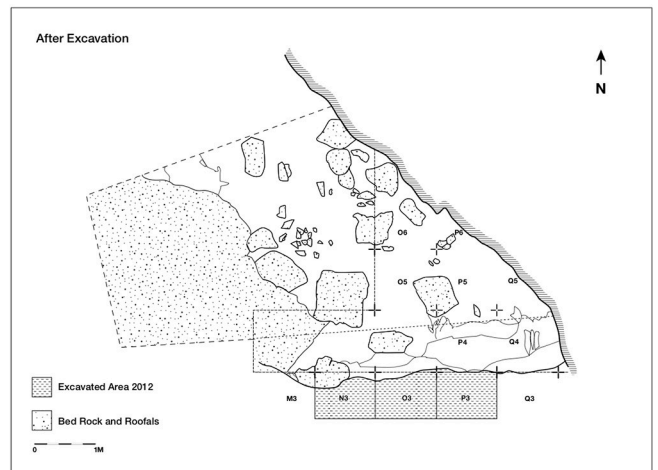 After Excavation
N
O6
P6
O5
P5
Q5
P4
Q4
M3
N3
O3
P3
Q3
Excavated Area 2012
Bed Rock and Roofals
0
1M